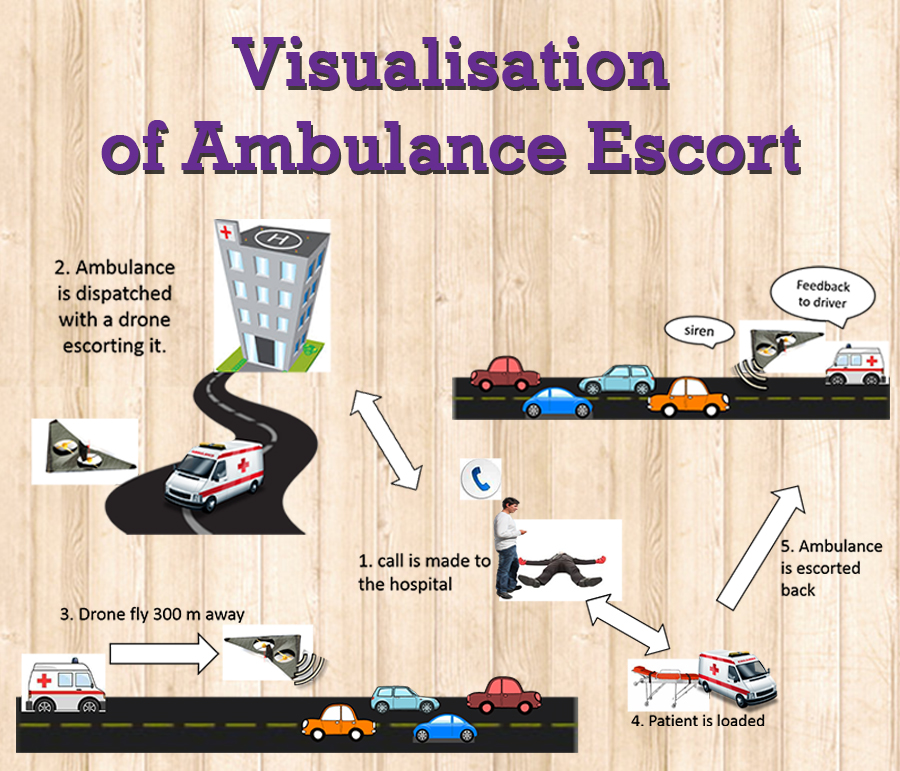 Visualisation
of Ambulance Escort
2. Ambulance
is dispatched
with a drone
escorting it.
H
Feedback
to driver
siren
1. call is made to
the hospital
5. Ambulance
is escorted
back
3. Drone fly 300 m away
4. Patient is loaded